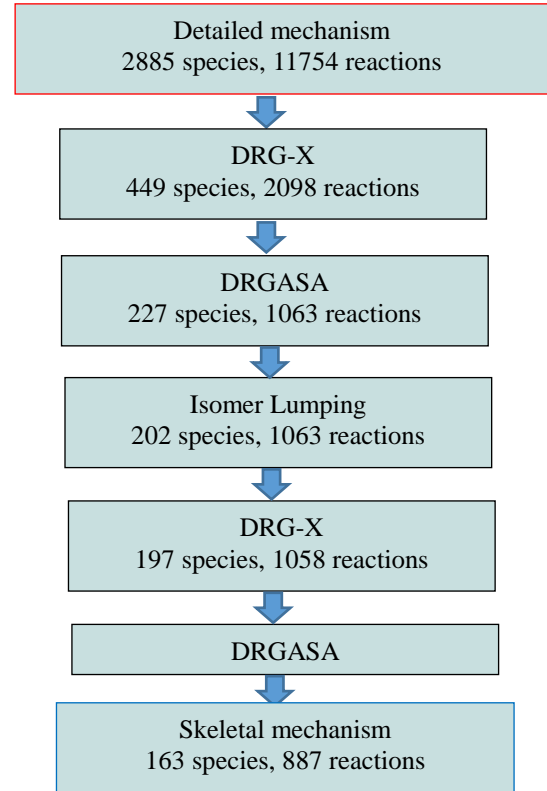 Detailed mechanism
2885 species, 11754 reactions
DRG-X
449 species, 2098 reactions
DRGASA
227 species, 1063 reactions
Isomer Lumping
202 species, 1063 reactions
DRG-X
197 species, 1058 reactions
DRGASA
Skeletal mechanism
163 species, 887 reactions